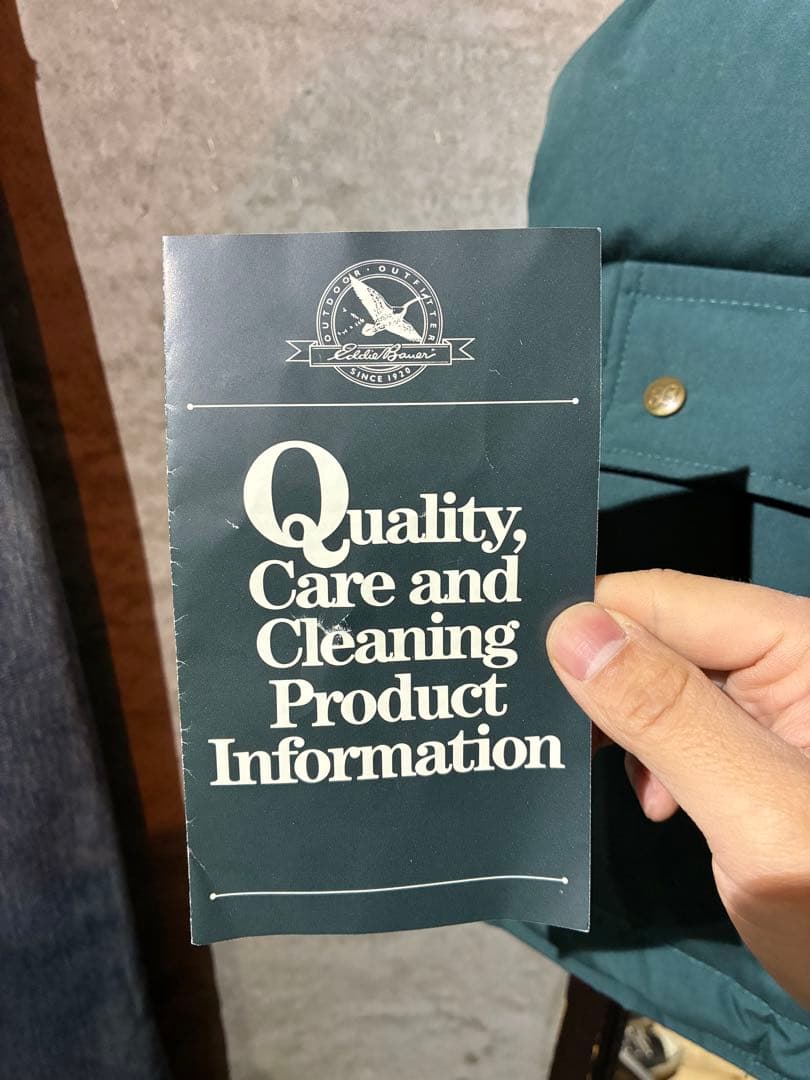 OUTDOOR · OUTFITTER
Eddie Bauer
SINCE 1920
Quality,
Care and
Cleaning
Product
Information